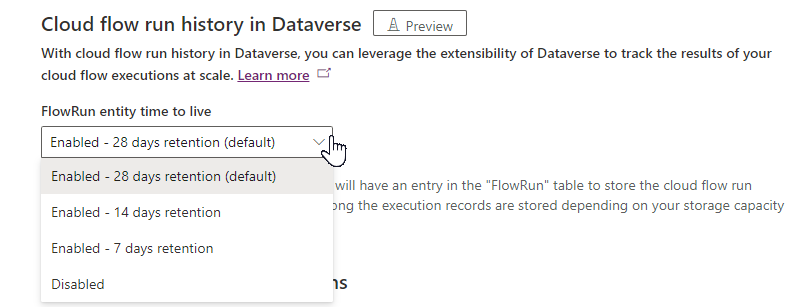 Cloud flow run history in Dataverse
Preview
With cloud flow run history in Dataverse, you can leverage the extensibility of Dataverse to track the results of your
cloud flow executions at scale. Learn more
FlowRun entity time to live
Enabled - 28 days retention (default)
Enabled - 28 days retention (default)
will have an entry in the "FlowRun" table to store the cloud flow run
Enabled - 14 days retention
the execution records are stored depending on your storage capacity
Enabled - 7 days retention
Disabled